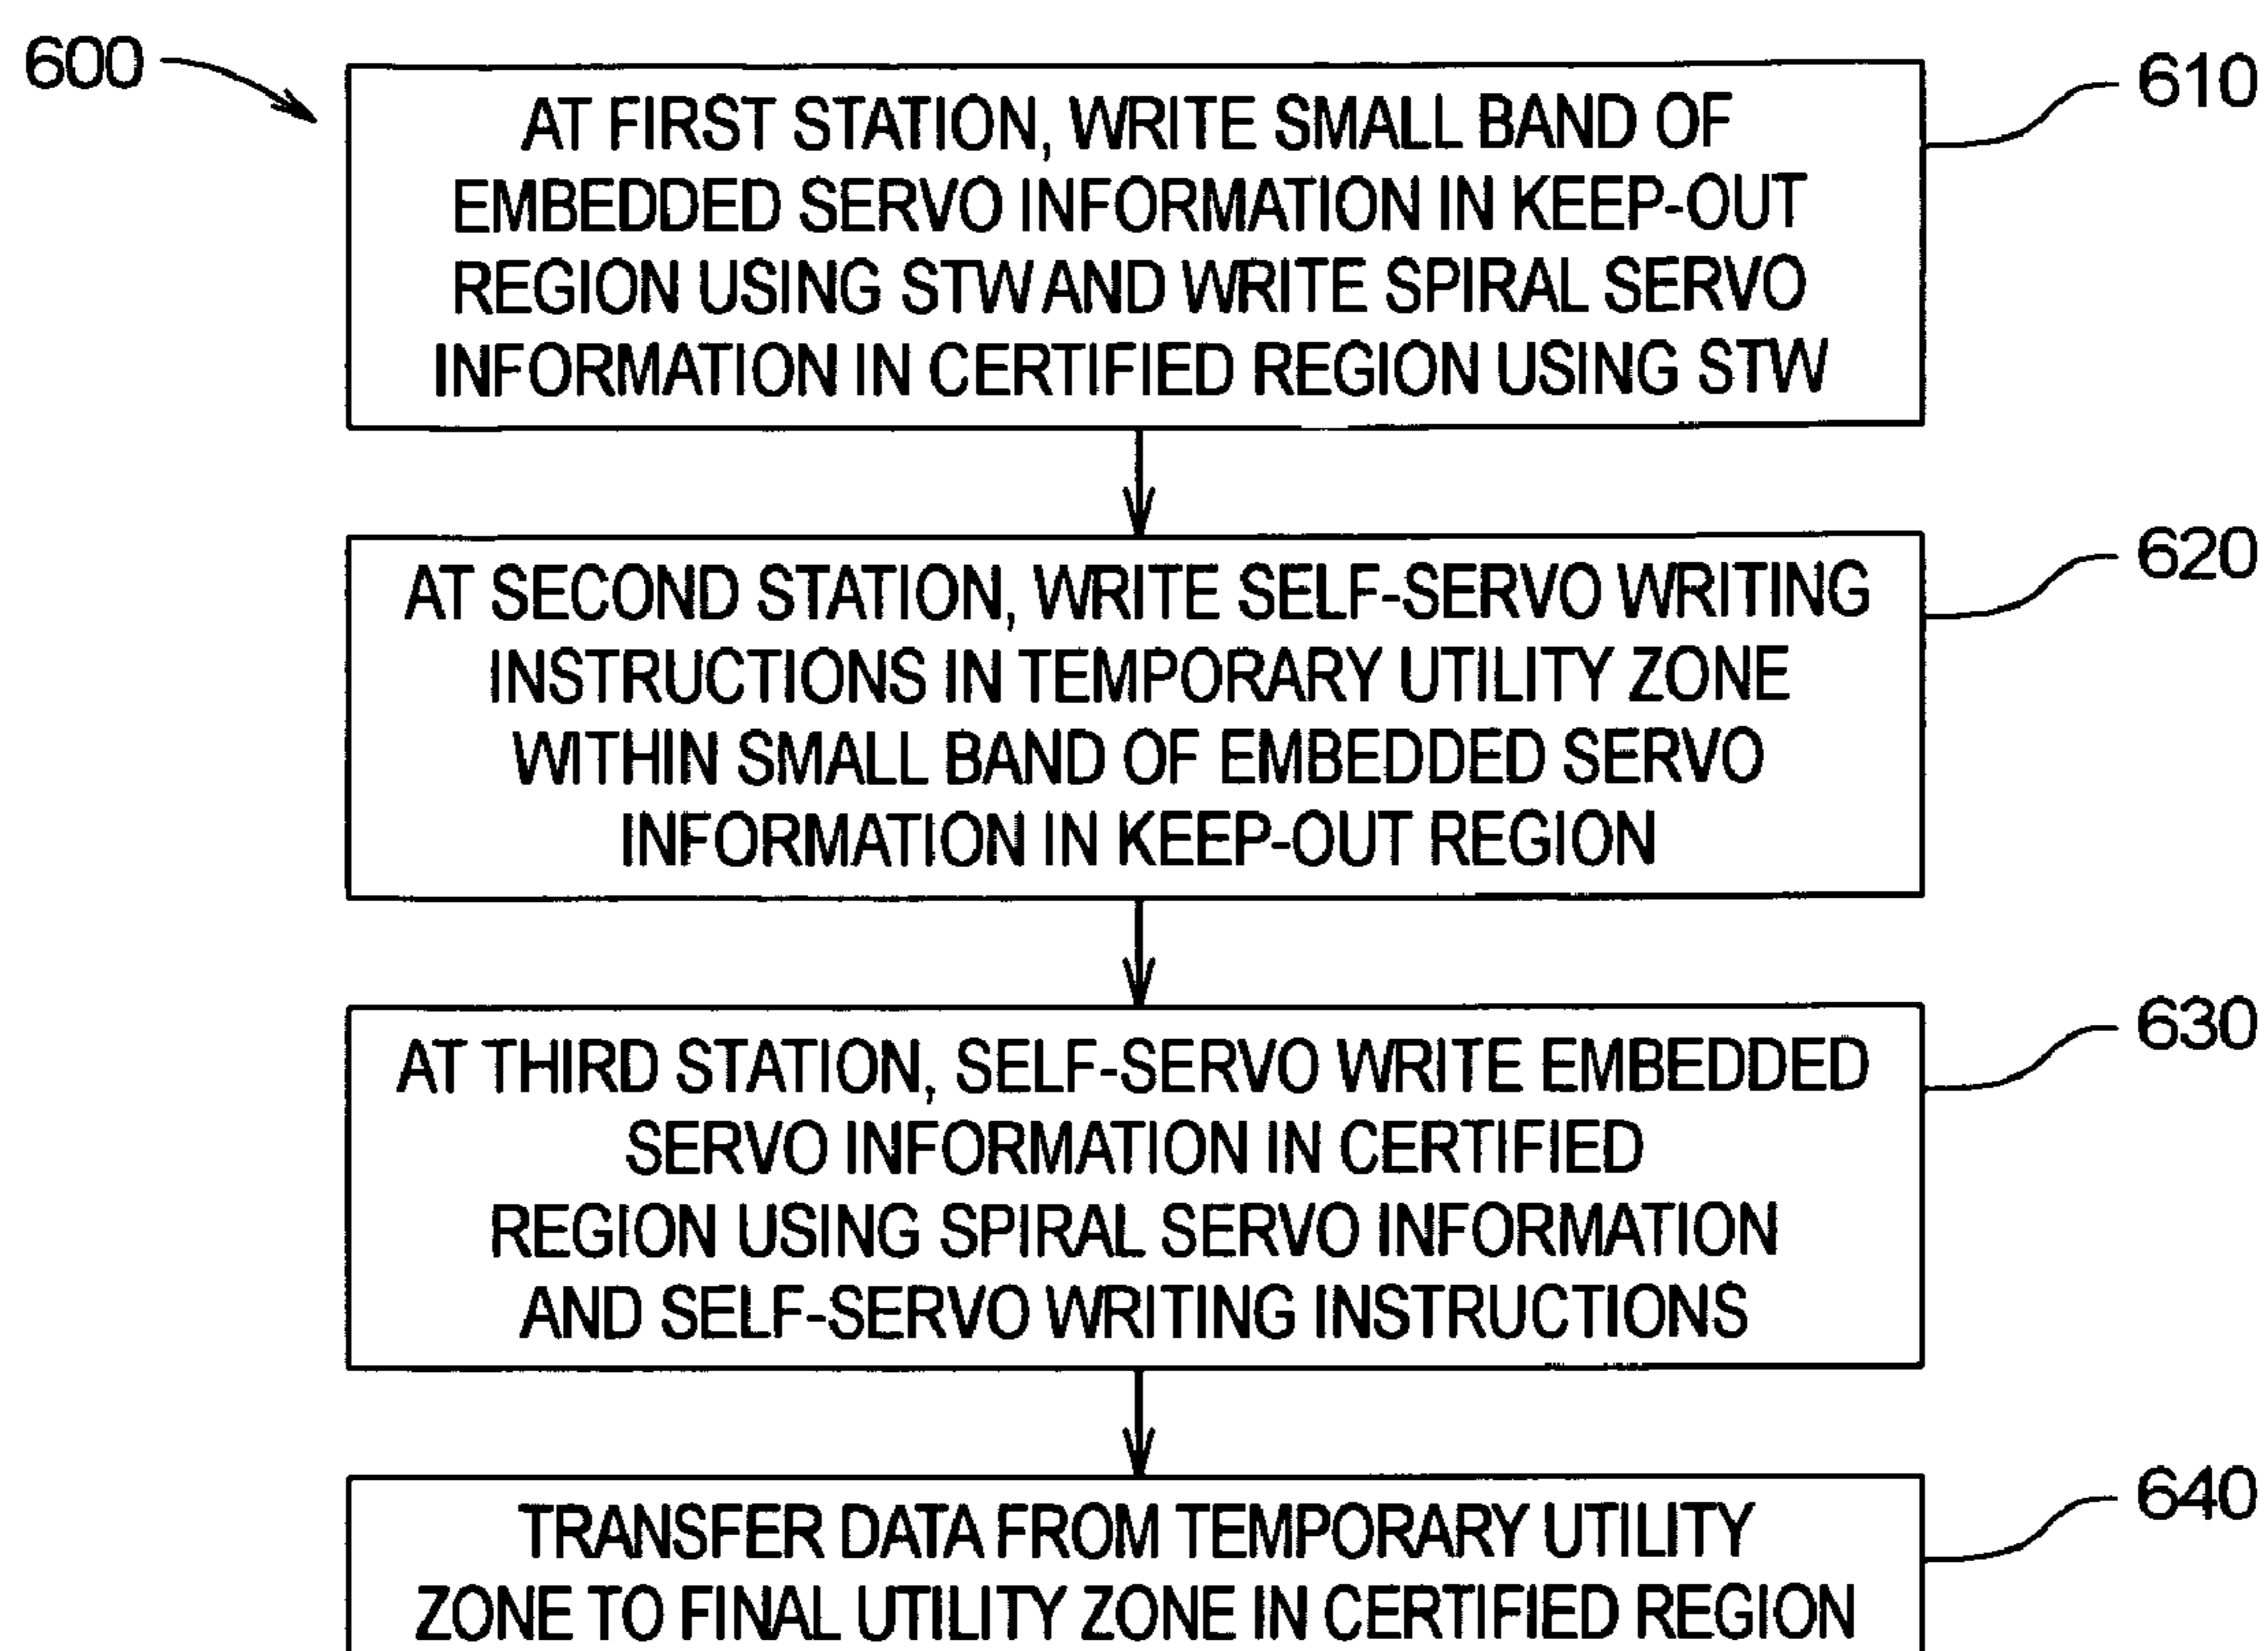 600
610
AT FIRST STATION, WRITE SMALL BAND OF
EMBEDDED SERVO INFORMATION IN KEEP-OUT
REGION USING STW AND WRITE SPIRAL SERVO
INFORMATION IN CERTIFIED REGION USING STW
620
AT SECOND STATION, WRITE SELF-SERVO WRITING
INSTRUCTIONS IN TEMPORARY UTILITY ZONE
WITHIN SMALL BAND OF EMBEDDED SERVO
INFORMATION IN KEEP-OUT REGION
630
AT THIRD STATION, SELF-SERVO WRITE EMBEDDED
SERVO INFORMATION IN CERTIFIED
REGION USING SPIRAL SERVO INFORMATION
AND SELF-SERVO WRITING INSTRUCTIONS
640
TRANSFER DATA FROM TEMPORARY UTILITY
ZONE TO FINAL UTILITY ZONE IN CERTIFIED REGION